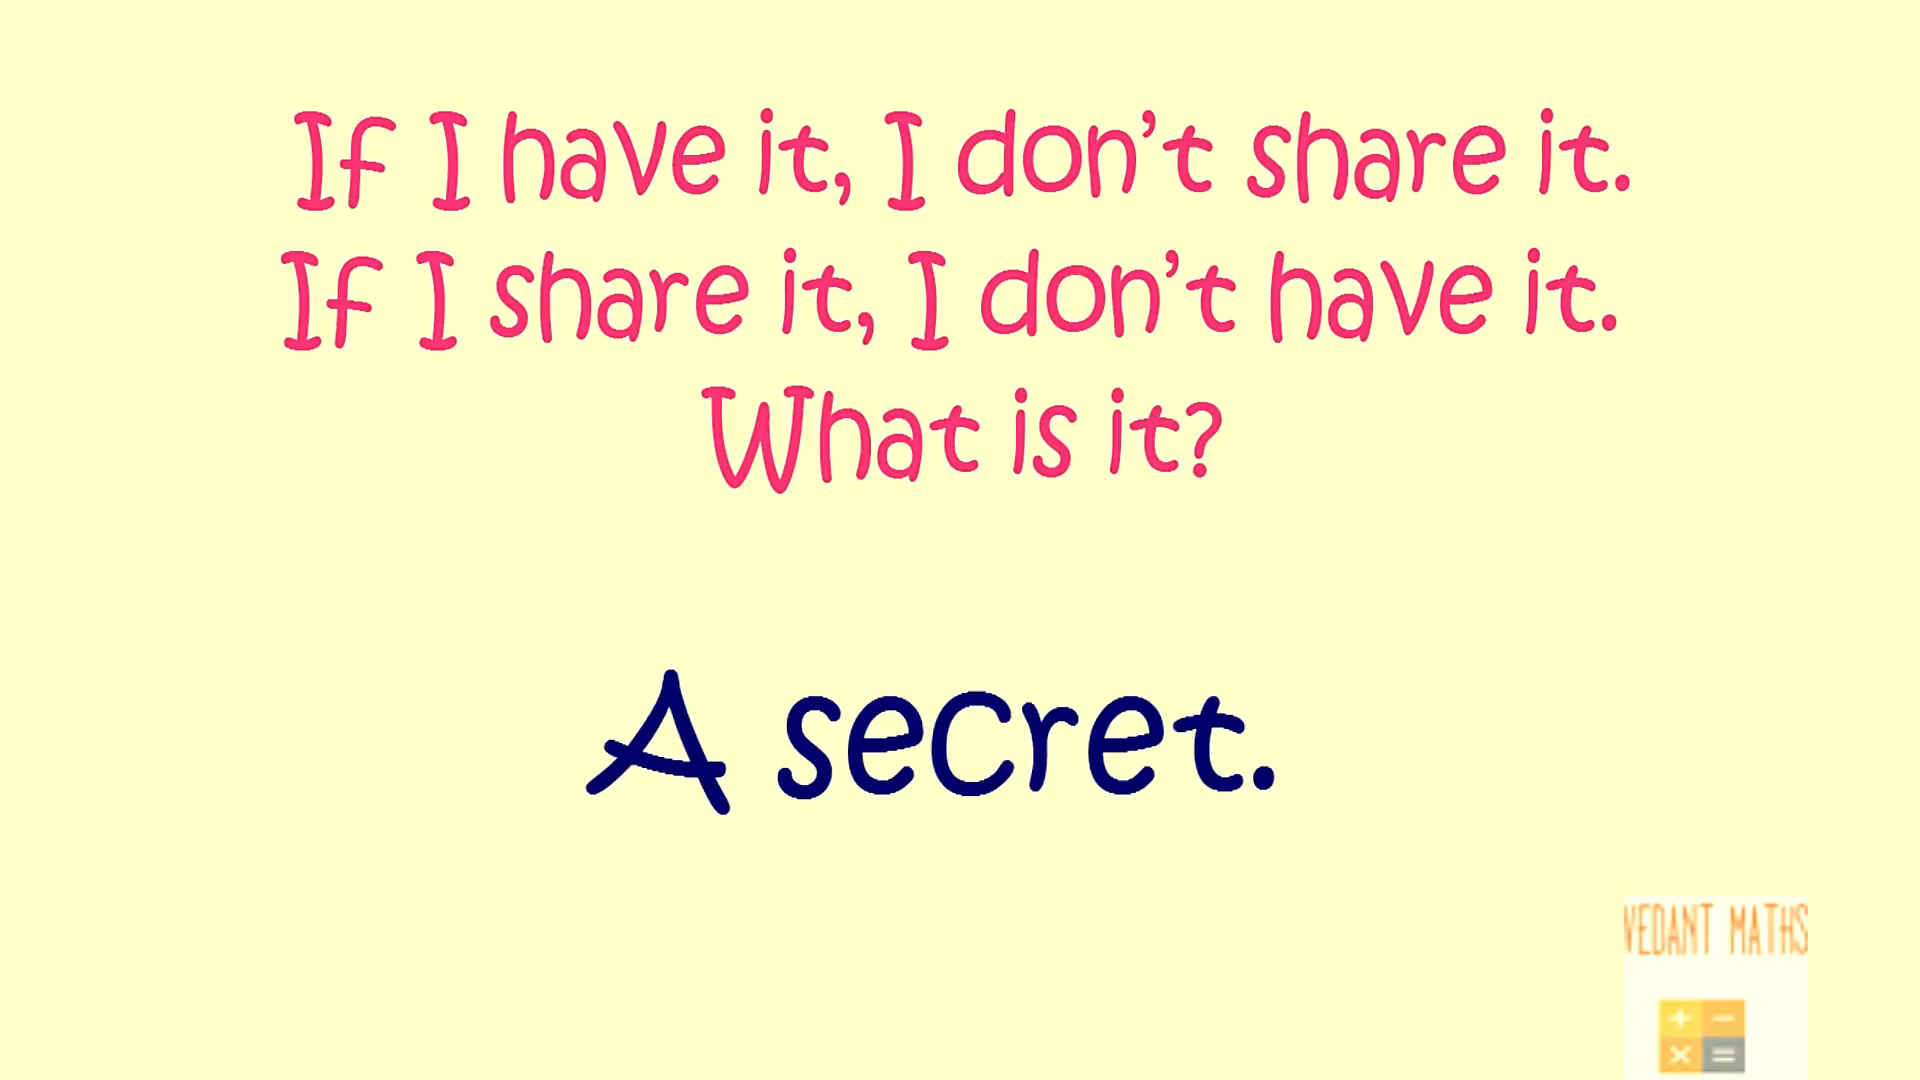 If I have it, I don’t share it.
If I share it, I don’t have it.
What is it?
A secret.
VEDANT MATHS
+ −
× =